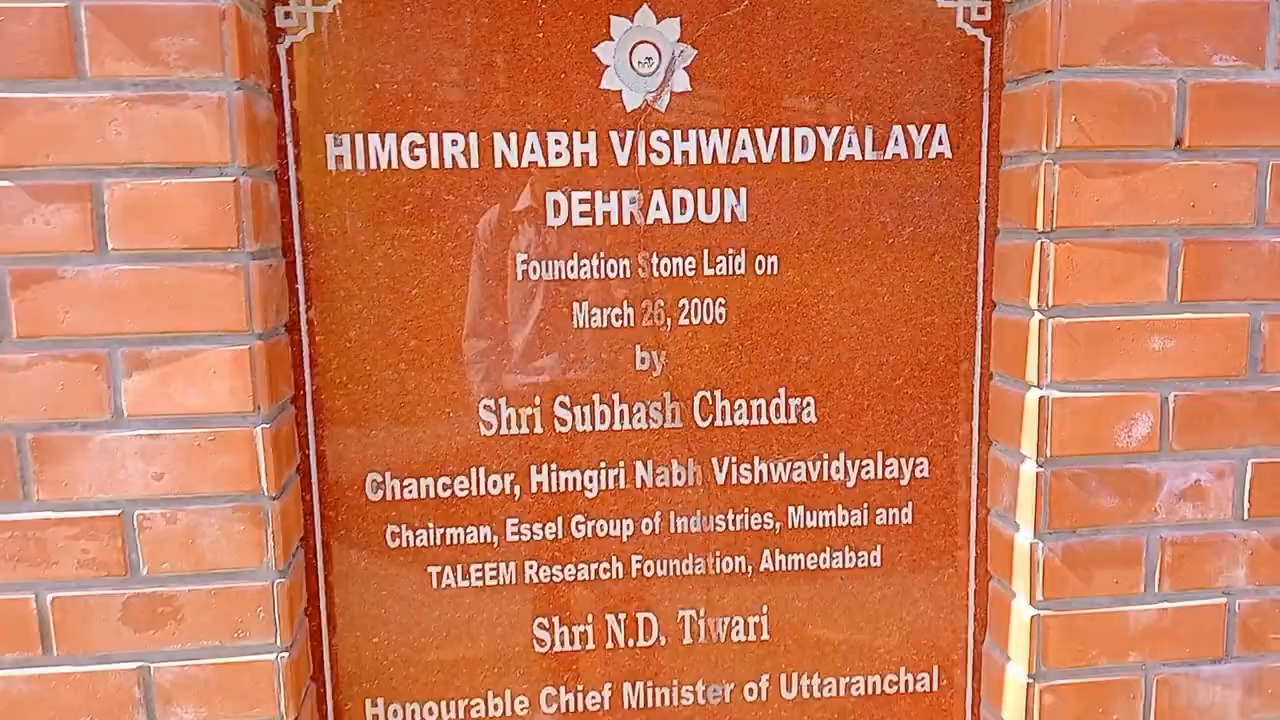 HIMGIRI NABH VISHWAVIDYALAYA
DEHRADUN
Foundation Stone Laid on
March 26, 2006
by
Shri Subhash Chandra
Chancellor, Himgiri Nabh Vishwavidyalaya
Chairman, Essel Group of Industries, Mumbai and
TALEEM Research Foundation, Ahmedabad
Shri N.D. Tiwari
Honourable Chief Minister of Uttaranchal